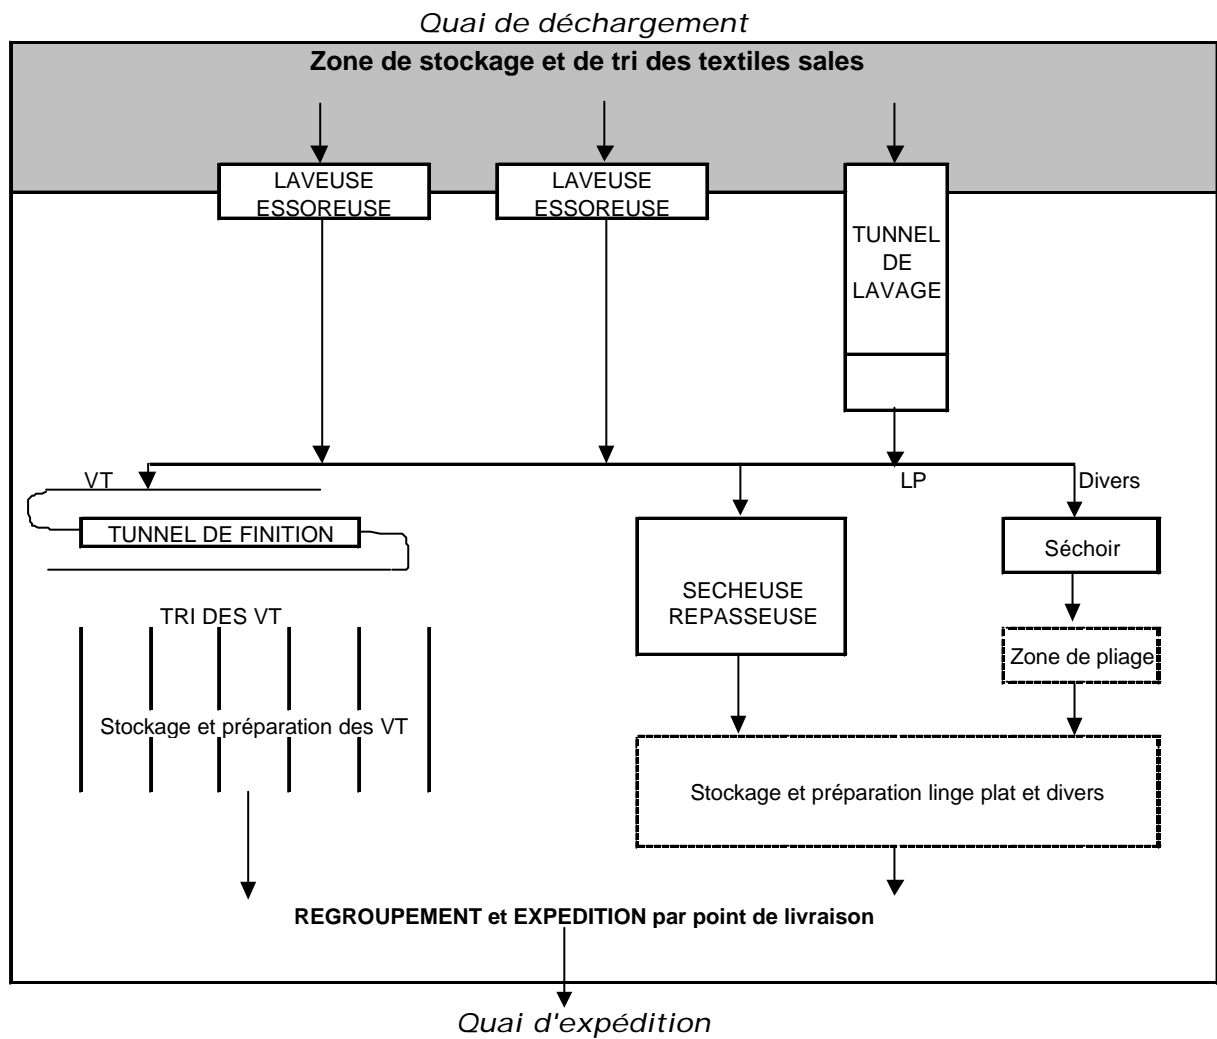 Quai de déchargement
Zone de stockage et de tri des textiles sales
LAVEUSE
ESSOREUSE
LAVEUSE
ESSOREUSE
TUNNEL
DE
LAVAGE
VT
LP
Divers
TUNNEL DE FINITION
Séchoir
SECHEUSE
REPASSEUSE
TRI DES VT
Zone de pliage
Stockage et préparation des VT
Stockage et préparation linge plat et divers
REGROUPEMENT et EXPEDITION par point de livraison
Quai d'expédition